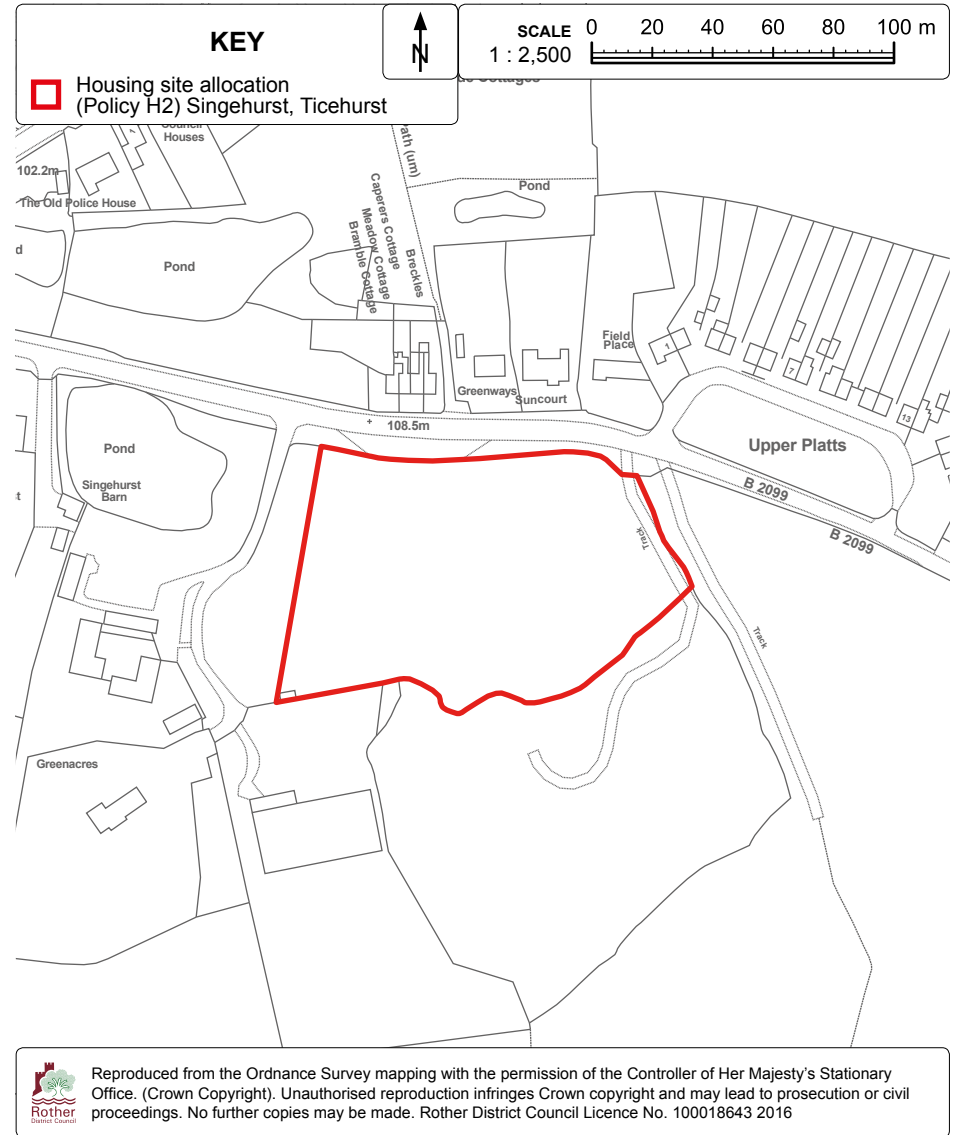 KEY
Housing site allocation
(Policy H2) Singehurst, Ticehurst
N
SCALE
1 : 2,500
0 20 40 60 80 100 m
Cottages
Houses
1
102.2m
The Old Police House
d
Pond
Path (um)
Pond
Caperers Cottage
Meadow Cottage
Bramble Cottage
Breckles
Field
Place
1
7
13
Greenways
Suncourt
108.5m
Upper Platts
B 2099
B 2099
Pond
Singehurst
Barn
t
Track
Track
Greenacres
Rother
District Council
Reproduced from the Ordnance Survey mapping with the permission of the Controller of Her Majesty's Stationary
Office. (Crown Copyright). Unauthorised reproduction infringes Crown copyright and may lead to prosecution or civil
proceedings. No further copies may be made. Rother District Council Licence No. 100018643 2016